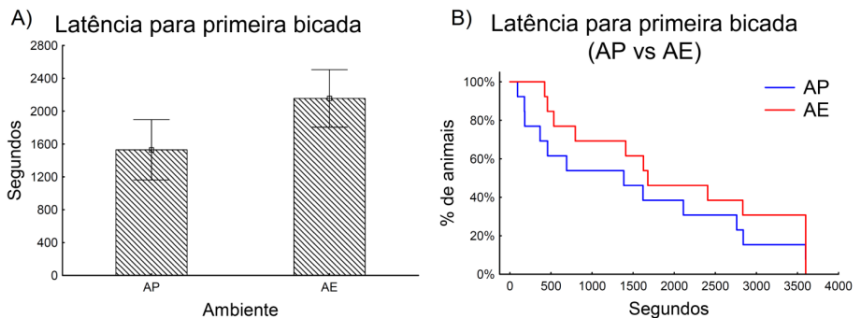 A) Latência para primeira bicada
2800
2400
2000
1600
1200
800
400
0
Segundos
AP
AE
Ambiente
B) Latência para primeira bicada
(AP vs AE)
100%
80%
60%
40%
20%
0%
% de animais
AP
AE
0 500 1000 1500 2000 2500 3000 3500 4000
Segundos